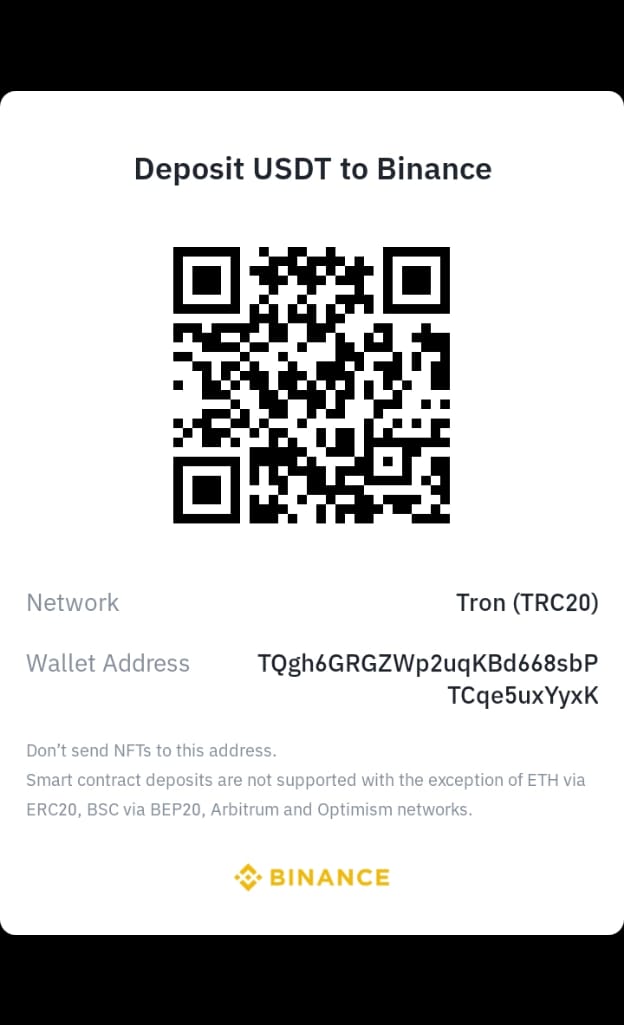 Deposit USDT to Binance
Network
Tron (TRC20)
Wallet Address
TQgh6GRGZWp2uqKBd668sbP
TCqe5uxYyxK
Don’t send NFTs to this address.
Smart contract deposits are not supported with the exception of ETH via
ERC20, BSC via BEP20, Arbitrum and Optimism networks.
BINANCE